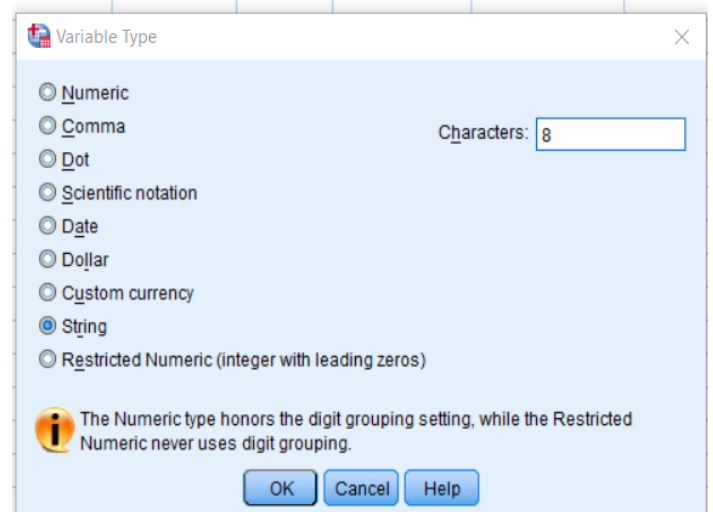 Variable Type
Numeric
Comma
Characters: 8
Dot
Scientific notation
Date
Dollar
Custom currency
String
Restricted Numeric (integer with leading zeros)
The Numeric type honors the digit grouping setting, while the Restricted
Numeric never uses digit grouping.
OK Cancel Help